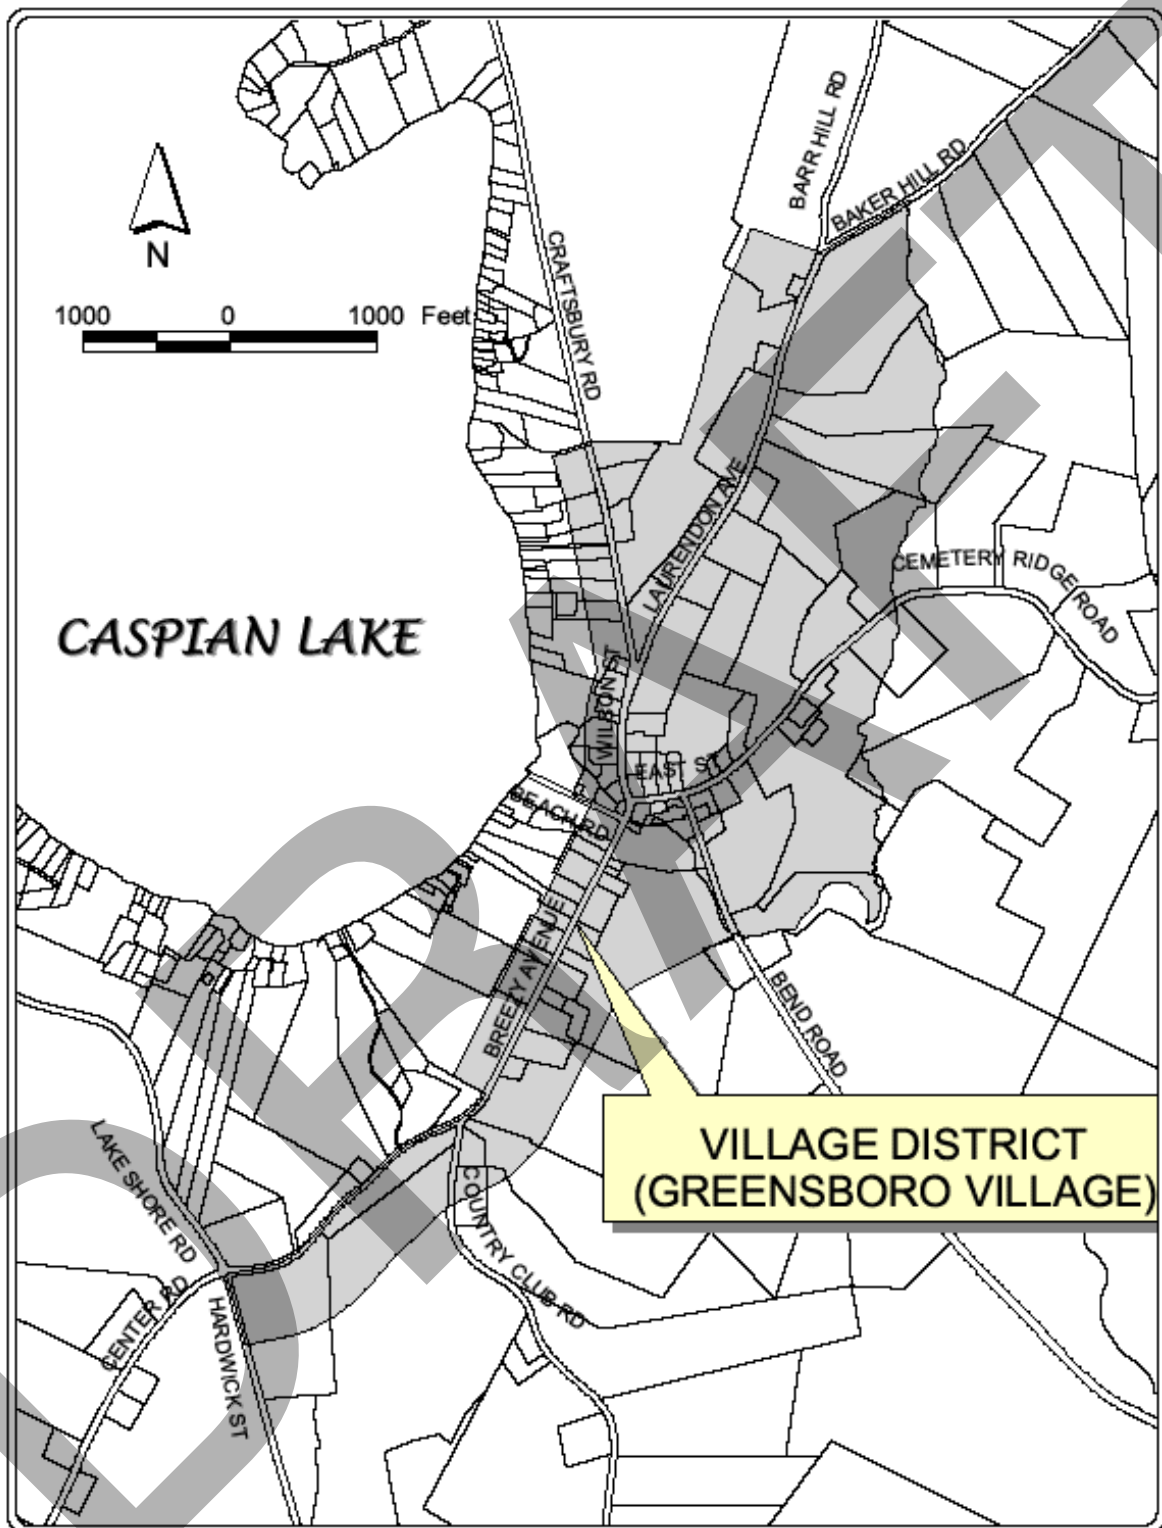 BARR HILL RD
BAKER HILL RD
N
CRAFTSBURY RD
1000 0 1000 Feet
LAURENDON AVE
CEMETERY RIDGE ROAD
CASPIAN LAKE
WILSON ST
EAST ST
BEACH RD
BREEZY AVENUE
BEND ROAD
VILLAGE DISTRICT
(GREENSBORO VILLAGE)
LAKE SHORE RD
COUNTRY CLUB RD
CENTER RD
HARDWICK ST
DRAFT